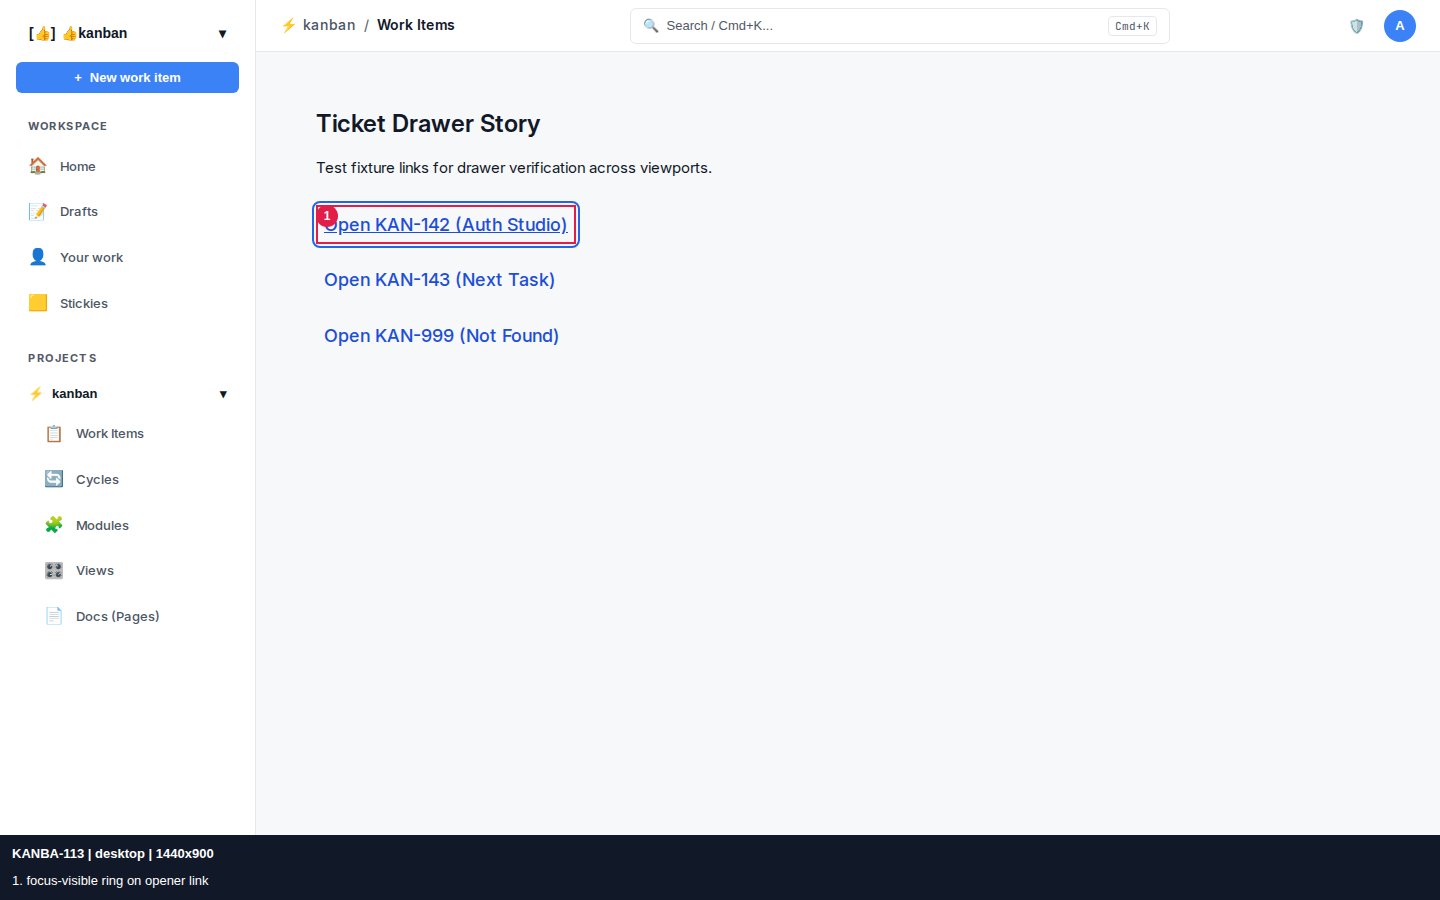 [👍] 👍kanban ▼
+ New work item
WORKSPACE
Home
Drafts
Your work
Stickies
PROJECTS
kanban ▼
Work Items
Cycles
Modules
Views
Docs (Pages)
⚡ kanban / Work Items
Search / Cmd+K...
Cmd+K
A
Ticket Drawer Story
Test fixture links for drawer verification across viewports.
1
Open KAN-142 (Auth Studio)
Open KAN-143 (Next Task)
Open KAN-999 (Not Found)
KANBA-113 | desktop | 1440x900
1. focus-visible ring on opener link